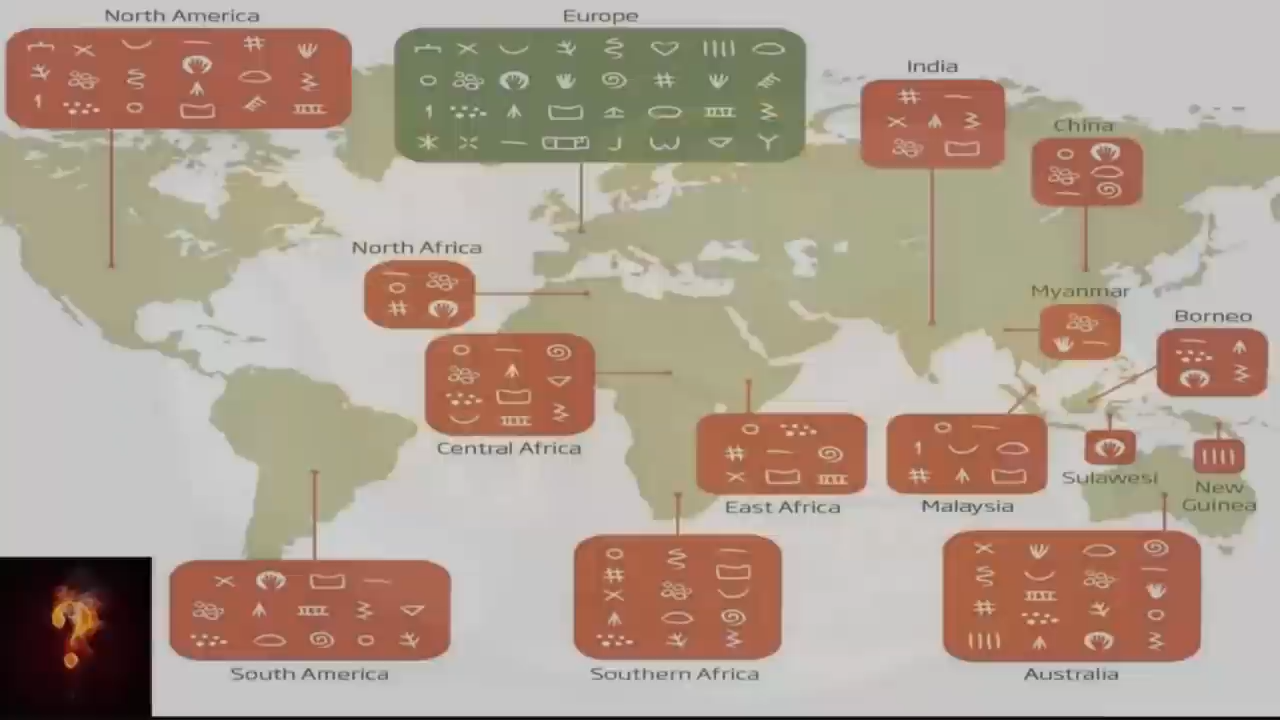 North America
Europe
India
China
North Africa
Myanmar
Borneo
Central Africa
Sulawesi
New
Guinea
East Africa
Malaysia
South America
Southern Africa
Australia